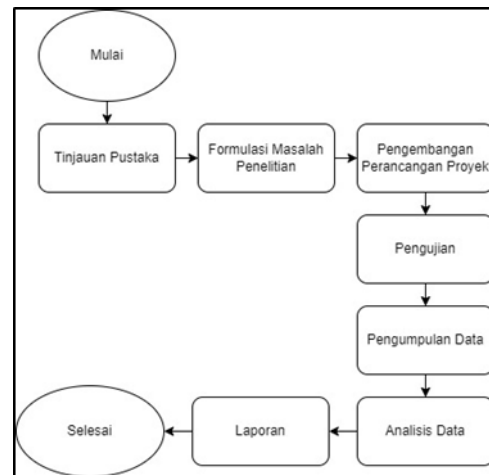 Mulai
Tinjauan Pustaka
Formulasi Masalah
Penelitian
Pengembangan
Perancangan Proyek
Pengujian
Pengumpulan Data
Analisis Data
Laporan
Selesai